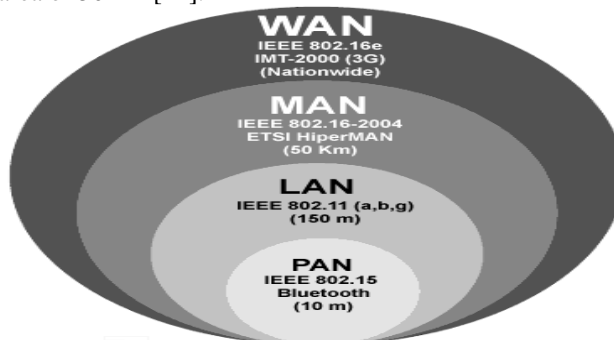 WAN
IEEE 802.16e
IMT-2000 (3G)
(Nationwide)
MAN
IEEE 802.16-2004
ETSI HiperMAN
(50 Km)
LAN
IEEE 802.11 (a,b,g)
(150 m)
PAN
IEEE 802.15
Bluetooth
(10 m)